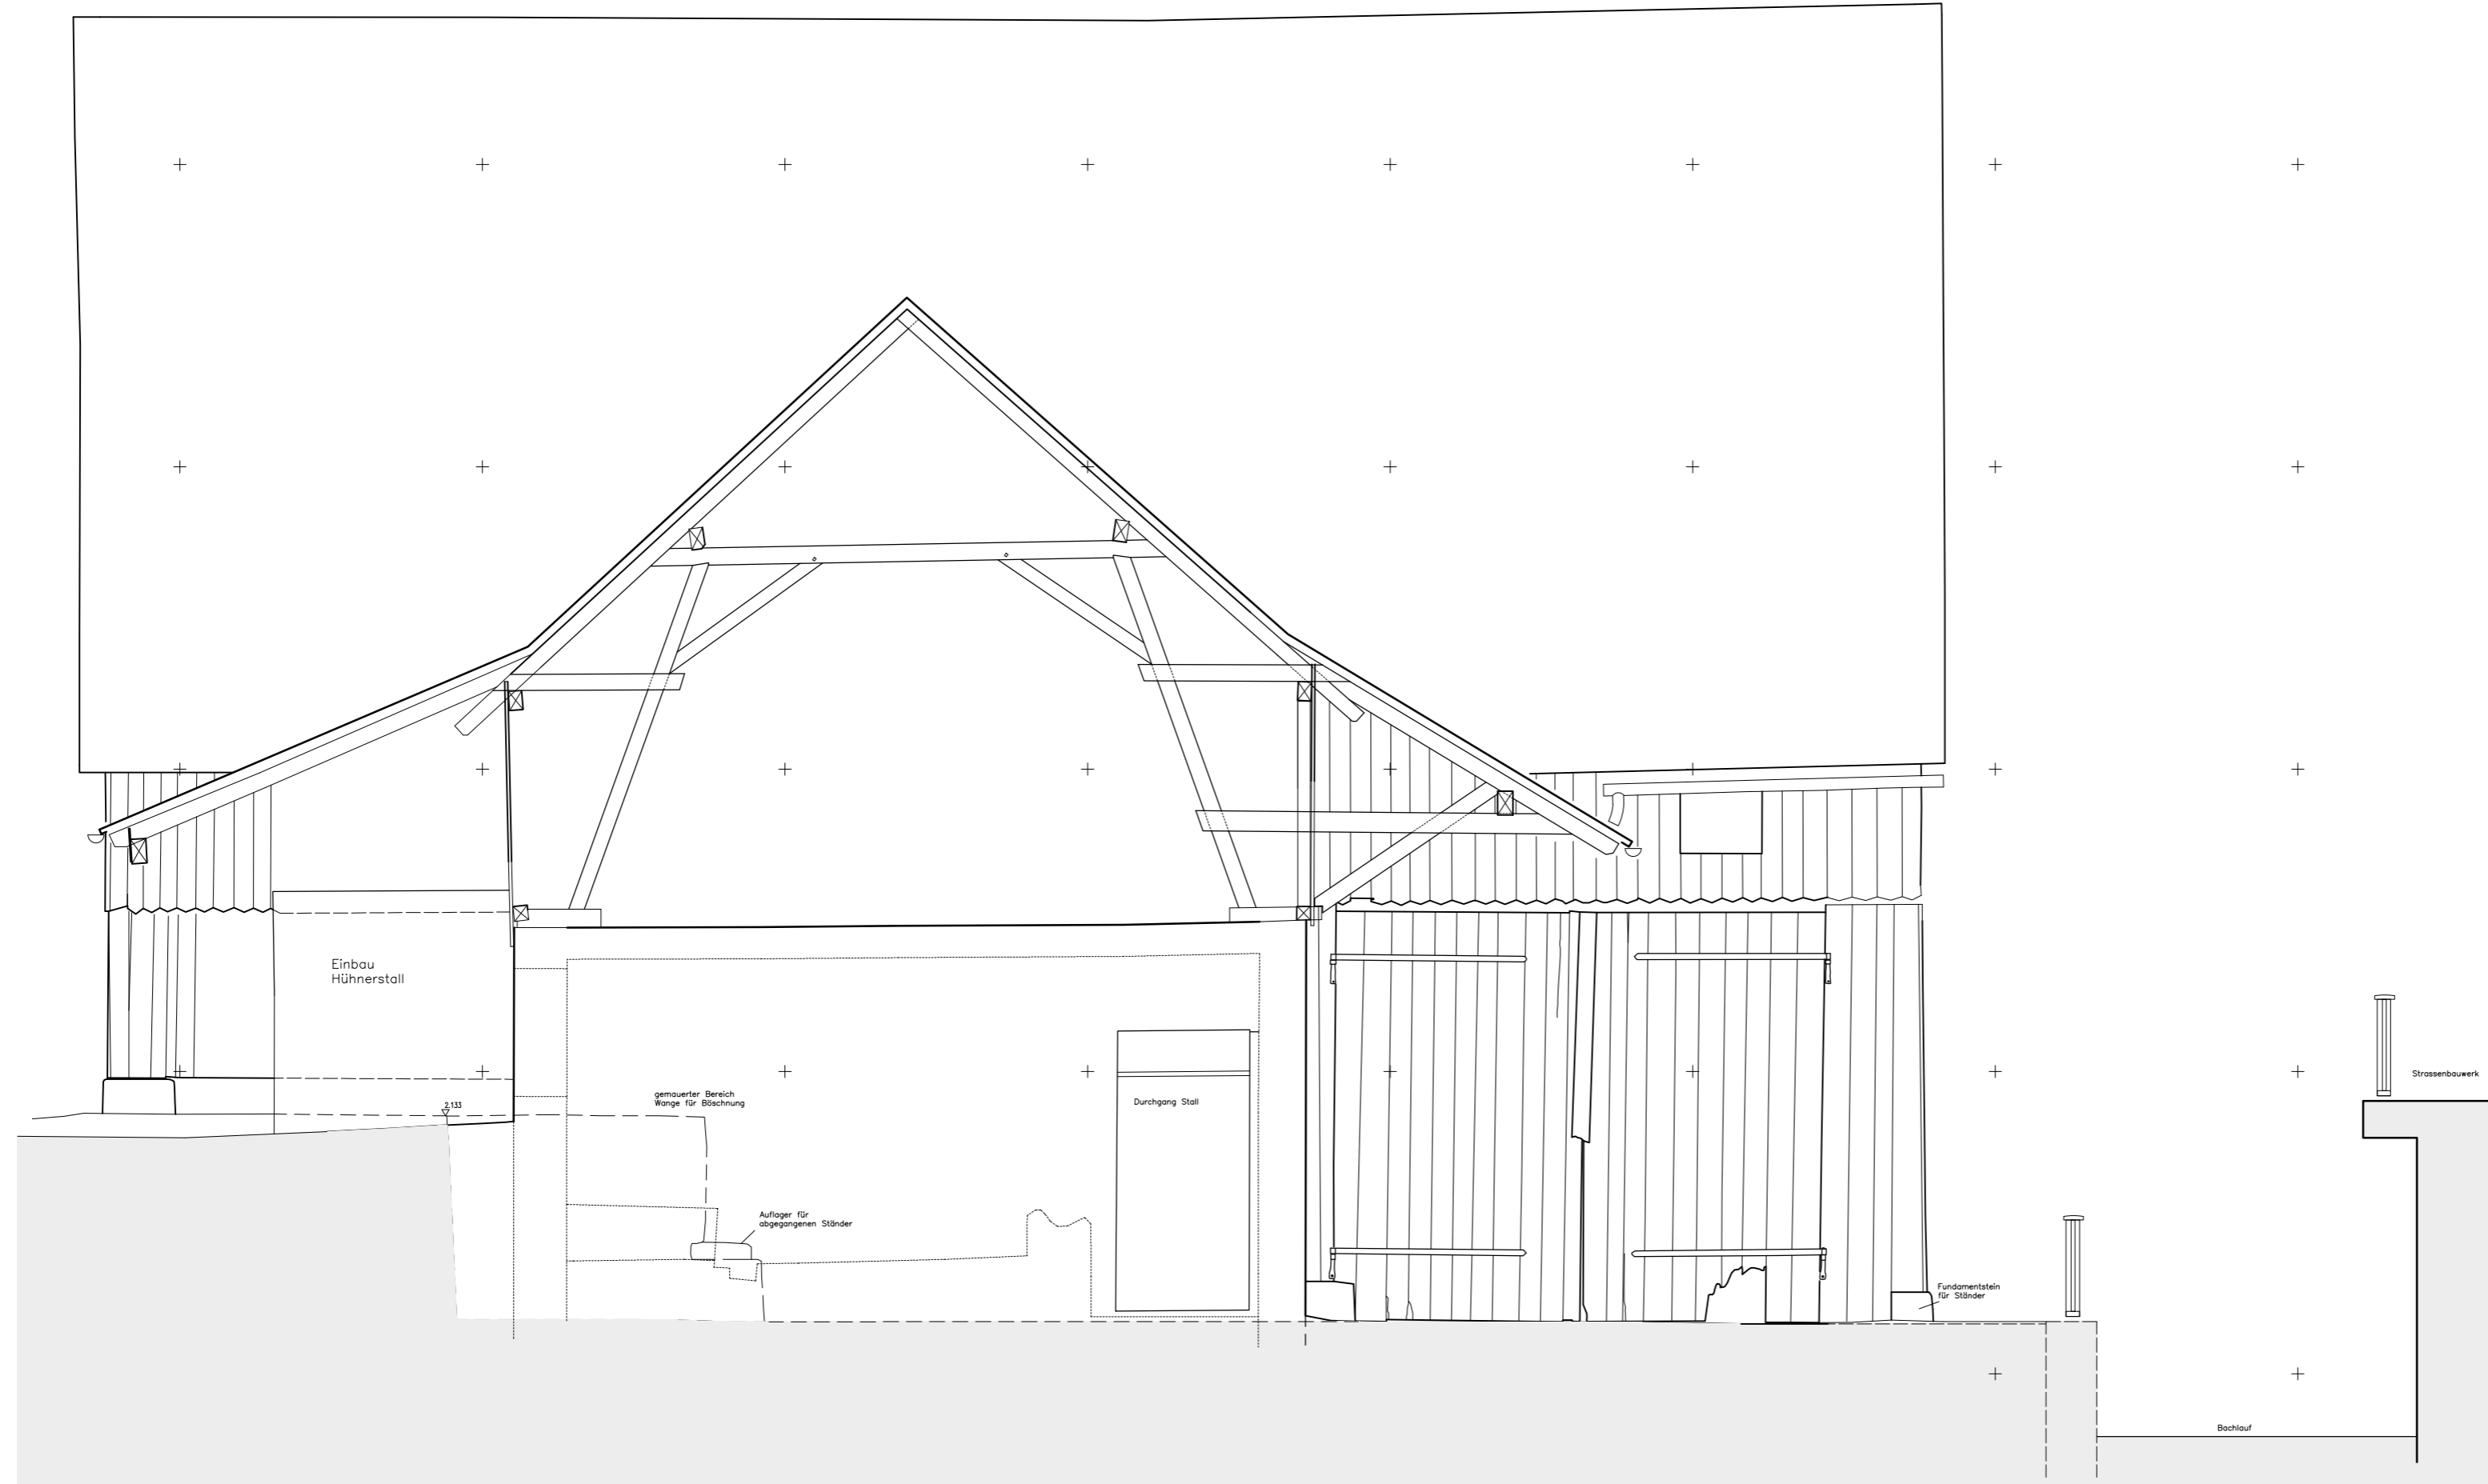 Einbau
Hühnerstall
Strassenbauwerk
gemauerter Bereich
Wange für Böschnung
Durchgang Stall
2.133
Auflager für
abgegangenen Ständer
Fundamentstein
für Ständer
Bachlauf